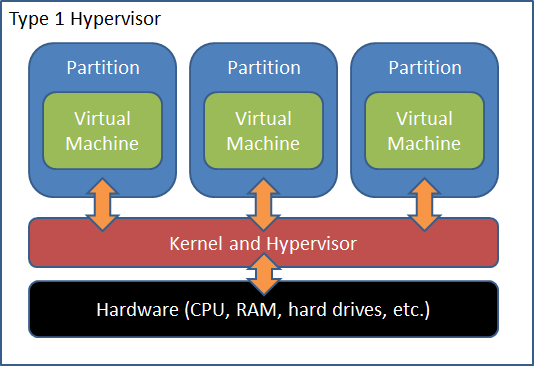 Type 1 Hypervisor
Partition
Partition
Partition
Virtual
Machine
Virtual
Machine
Virtual
Machine
Kernel and Hypervisor
Hardware (CPU, RAM, hard drives, etc.)